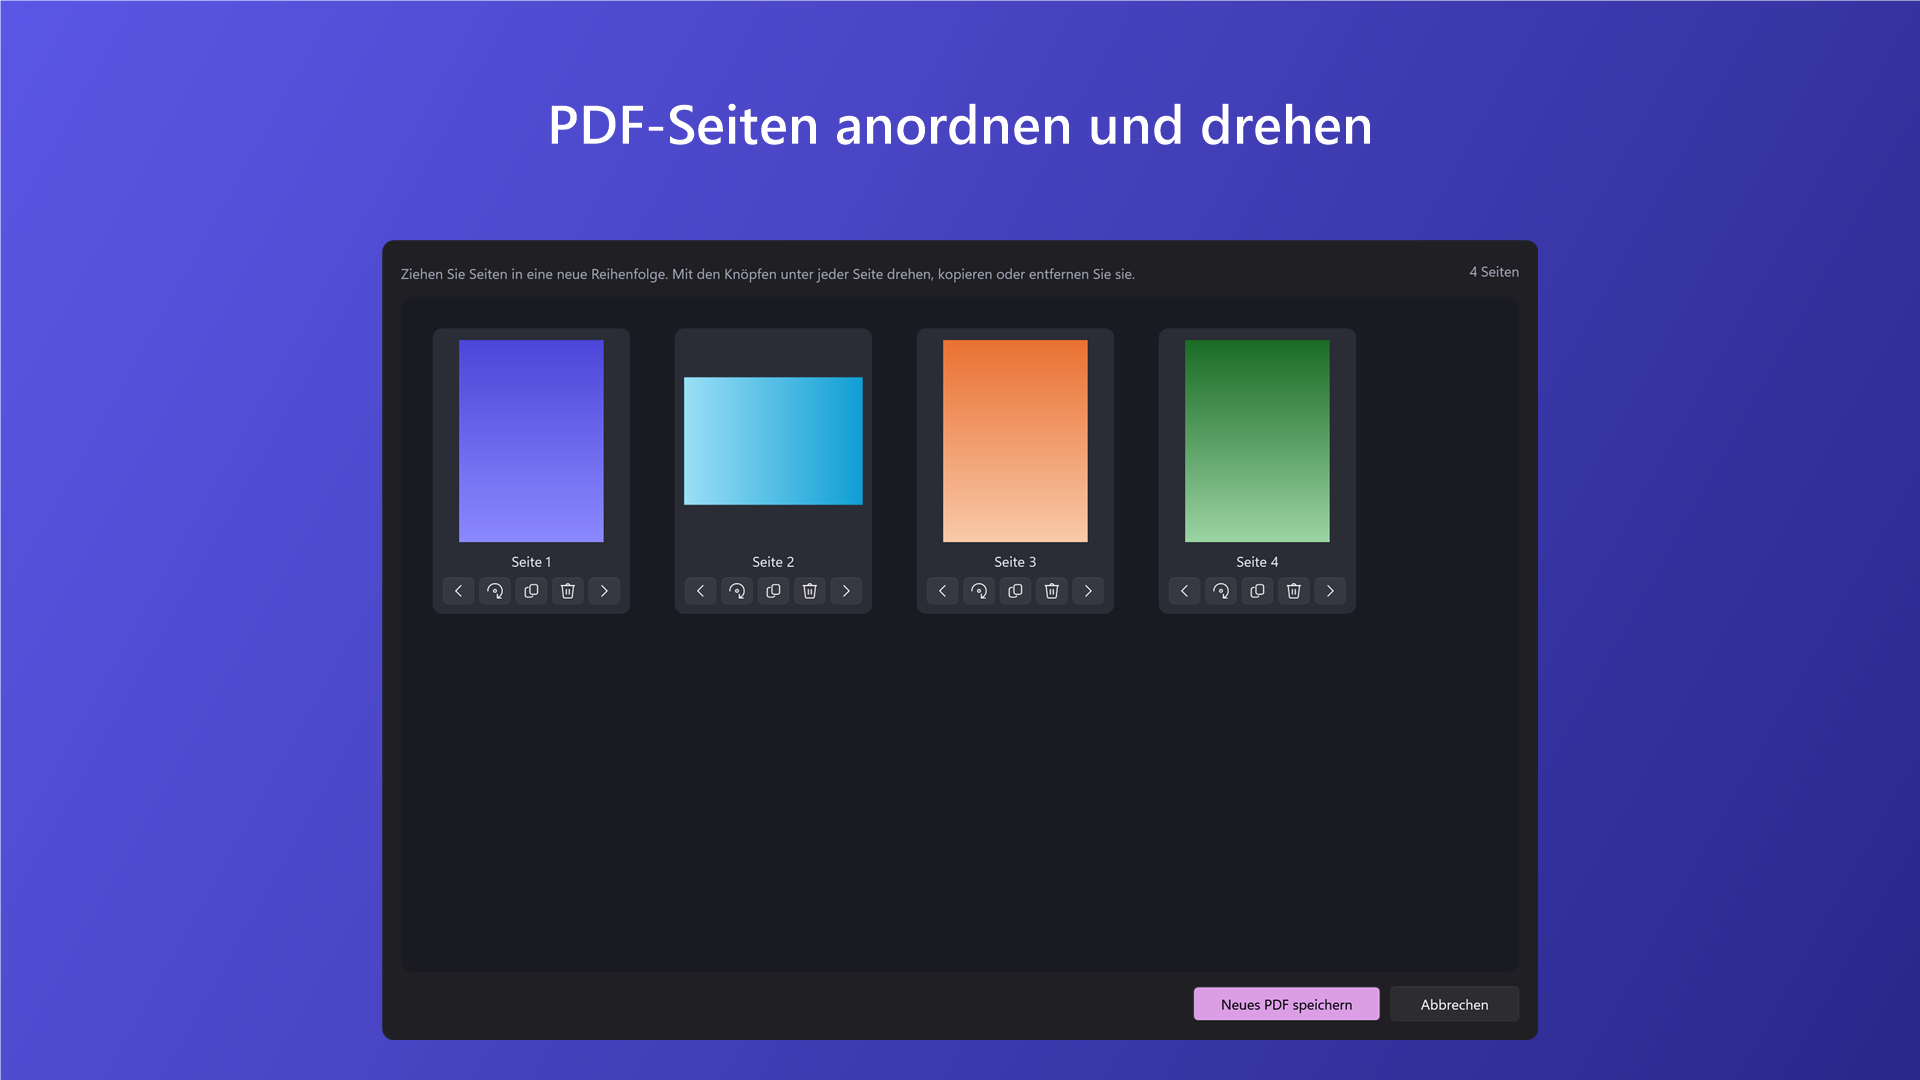 PDF-Seiten anordnen und drehen
Ziehen Sie Seiten in eine neue Reihenfolge. Mit den Knöpfen unter jeder Seite drehen, kopieren oder entfernen Sie sie.
4 Seiten
Seite 1
Seite 2
Seite 3
Seite 4
Neues PDF speichern
Abbrechen